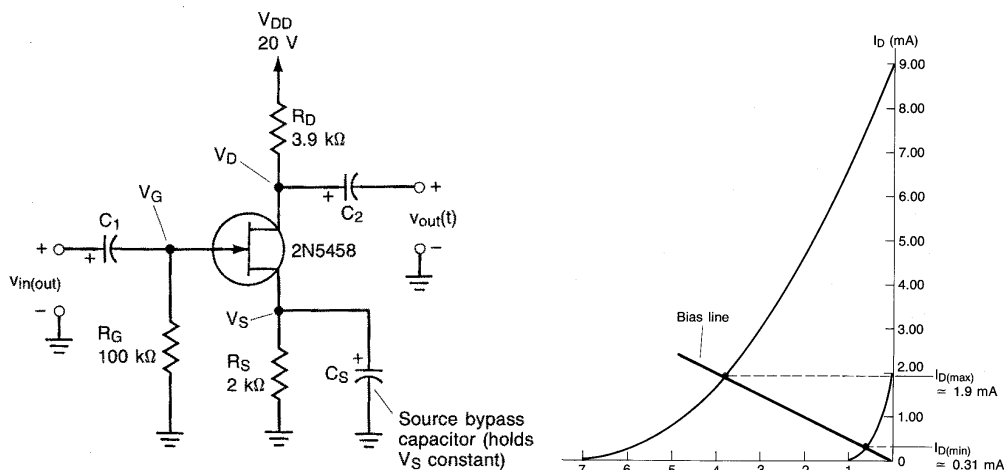 V_DD
20 V
R_D
3.9 kΩ
V_D
V_G
C_1
+
C_2
+
+
v_out(t)
−
2N5458
+
+
v_in(out)
−
R_G
100 kΩ
V_S
R_S
2 kΩ
+
C_S
Source bypass
capacitor (holds
V_S constant)
I_D (mA)
9.00
8.00
7.00
6.00
5.00
4.00
3.00
2.00
1.00
0
Bias line
I_D(max)
≃ 1.9 mA
I_D(min)
≃ 0.31 mA
7 6 5 4 3 2 1